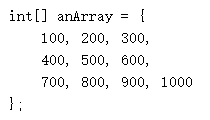 int[] anArray = {
    100, 200, 300,
    400, 500, 600,
    700, 800, 900, 1000
};